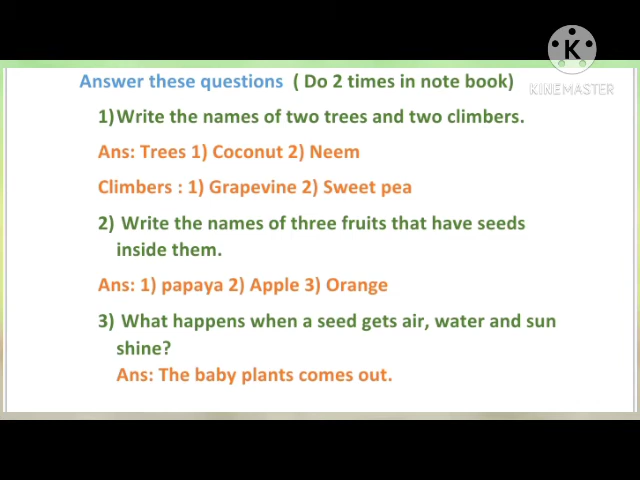 K
KINEMASTER
Answer these questions ( Do 2 times in note book)
1)Write the names of two trees and two climbers.
Ans: Trees 1) Coconut 2) Neem
Climbers : 1) Grapevine 2) Sweet pea
2) Write the names of three fruits that have seeds
inside them.
Ans: 1) papaya 2) Apple 3) Orange
3) What happens when a seed gets air, water and sun
shine?
Ans: The baby plants comes out.